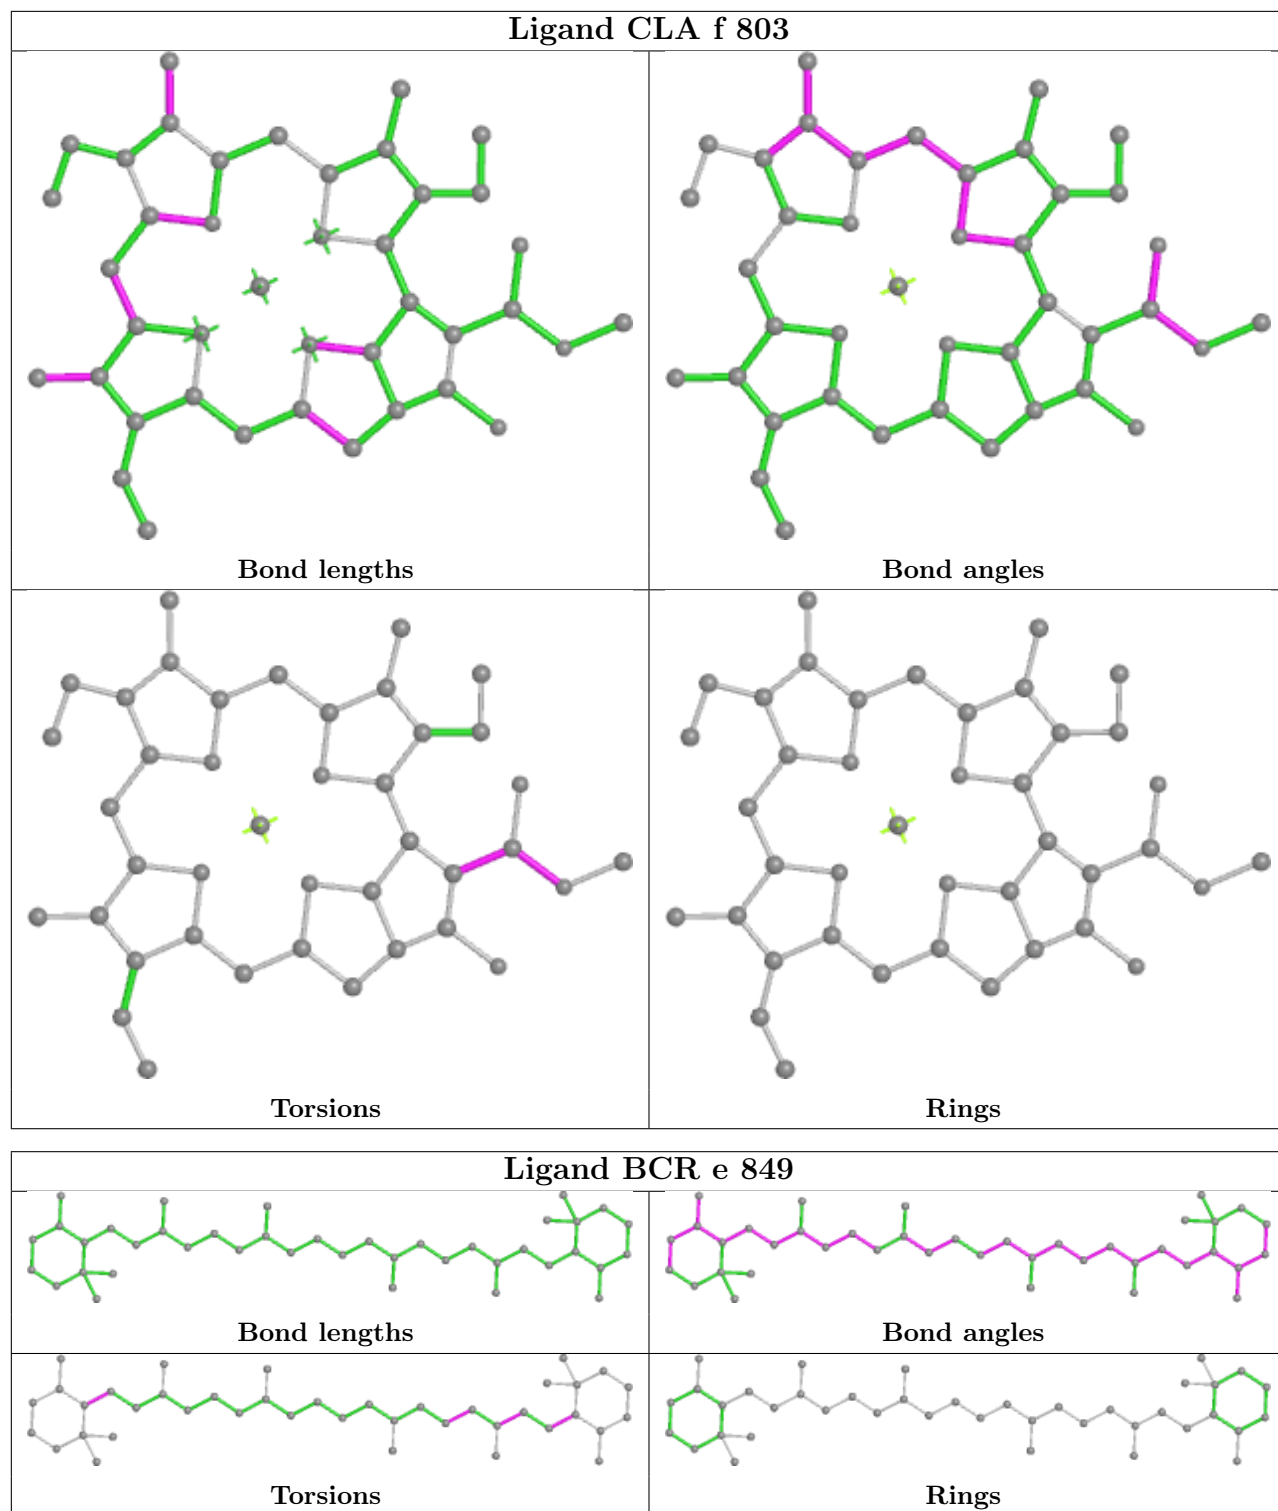 Ligand CLA f 803
Bond lengths
Bond angles
Torsions
Rings
Ligand BCR e 849
Bond lengths
Bond angles
Torsions
Rings